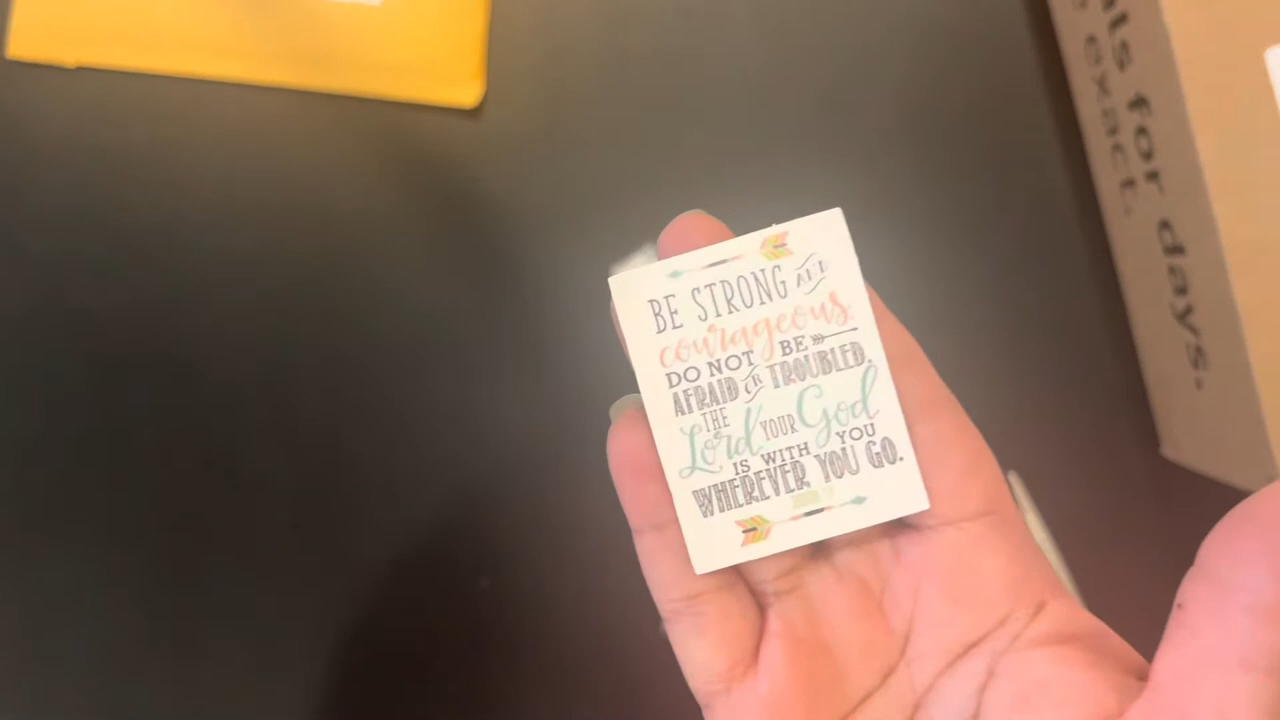 BE STRONG AND
courageous
DO NOT BE
AFRAID OR TROUBLED.
THE
Lord YOUR God
IS WITH YOU
WHEREVER YOU GO.
als for days.
exact.